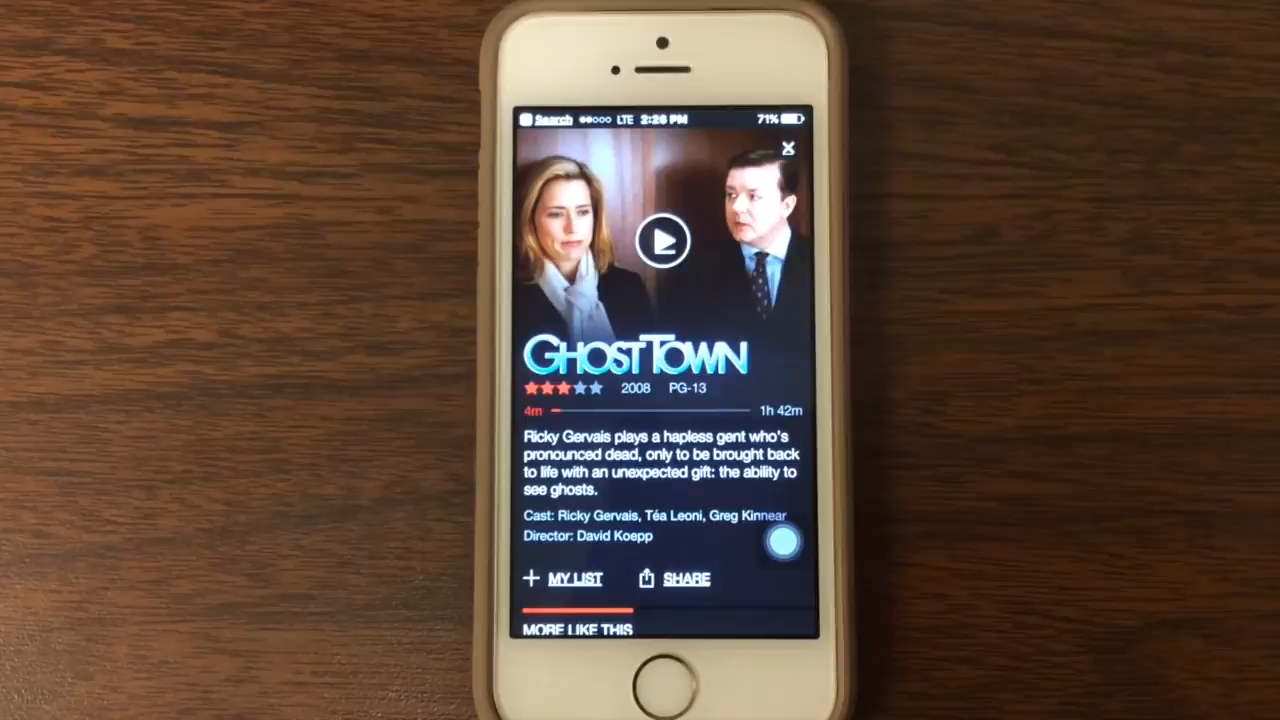 Search LTE 2:26 PM 71%
GHOST TOWN
2008 PG-13
4m 1h 42m
Ricky Gervais plays a hapless gent who's
pronounced dead, only to be brought back
to life with an unexpected gift: the ability to
see ghosts.
Cast: Ricky Gervais, Téa Leoni, Greg Kinnear
Director: David Koepp
MY LIST SHARE
MORE LIKE THIS